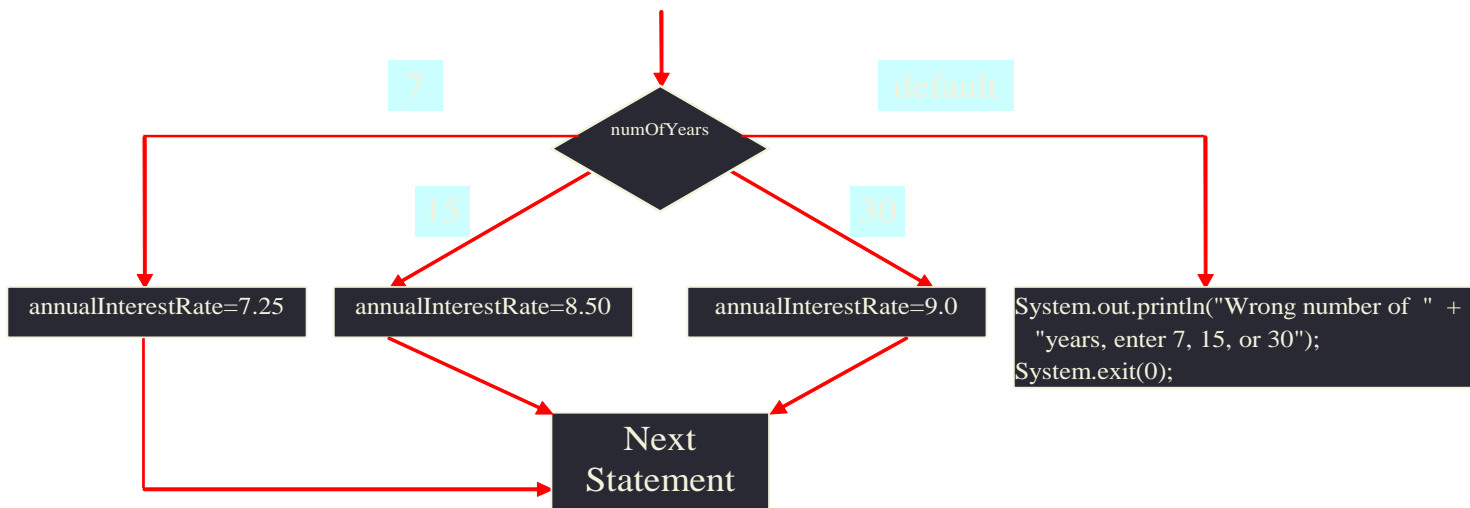 7
default
numOfYears
15
30
annualInterestRate=7.25
annualInterestRate=8.50
annualInterestRate=9.0
System.out.println("Wrong number of " +
"years, enter 7, 15, or 30");
System.exit(0);
Next
Statement